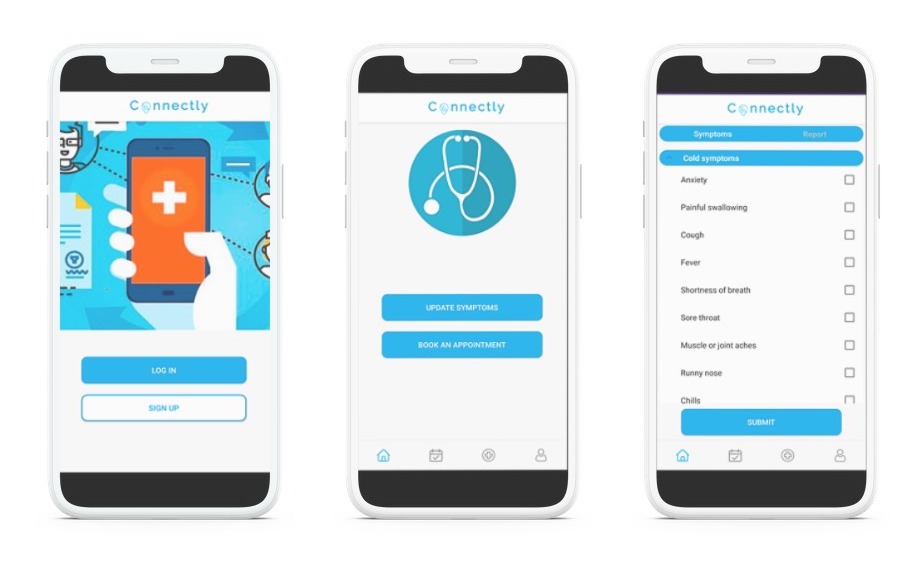 Connectly
LOG IN
SIGN UP
Connectly
UPDATE SYMPTOMS
BOOK AN APPOINTMENT
Connectly
Symptoms Report
Cold symptoms
Anxiety
Painful swallowing
Cough
Fever
Shortness of breath
Sore throat
Muscle or joint aches
Runny nose
Chills
SUBMIT